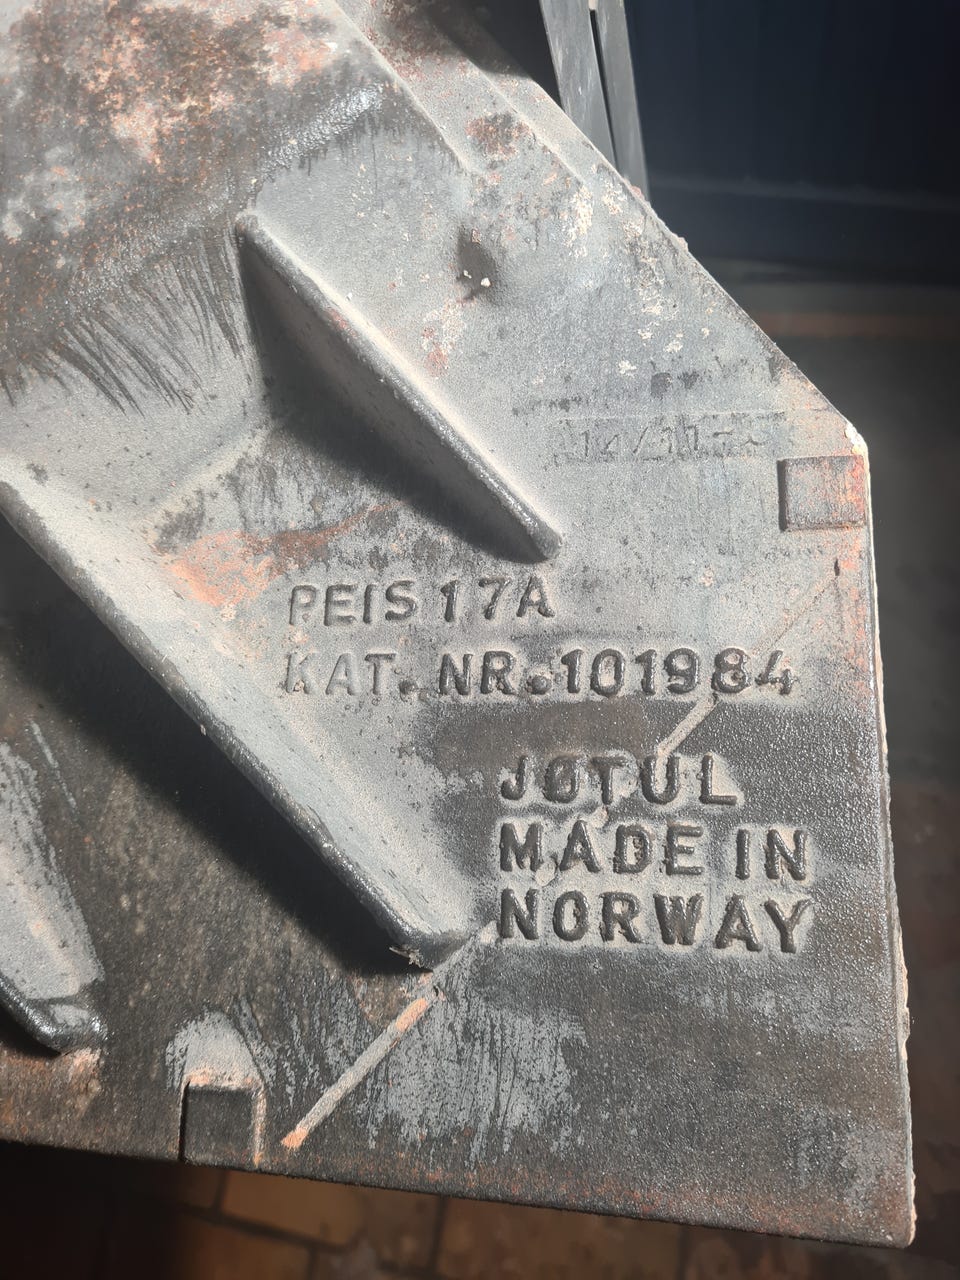 PEIS 17A
KAT. NR. 101984
JØTUL
MADE IN
NORWAY